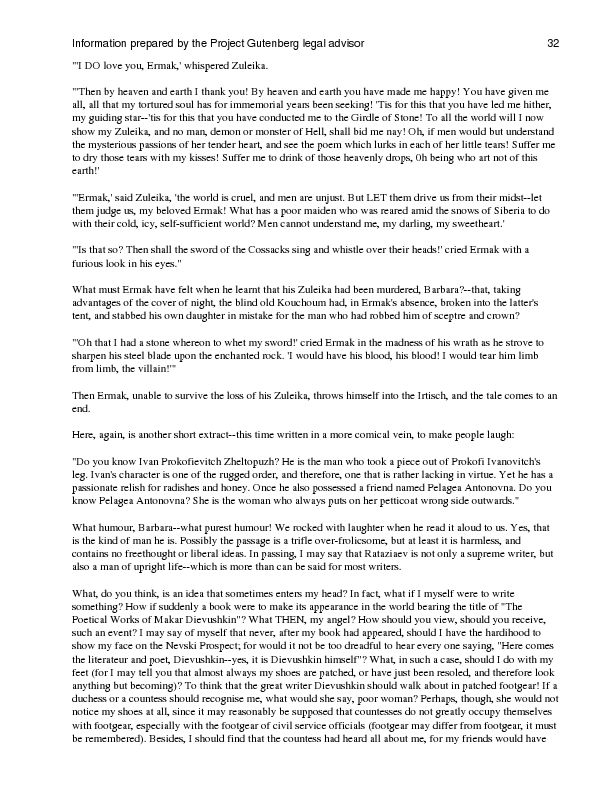 Information prepared by the Project Gutenberg legal advisor 32
"'I DO love you, Ermak,' whispered Zuleika.
"'Then by heaven and earth I thank you! By heaven and earth you have made me happy! You have given me
all, all that my tortured soul has for immemorial years been seeking! 'Tis for this that you have led me hither,
my guiding star--'tis for this that you have conducted me to the Girdle of Stone! To all the world will I now
show my Zuleika, and no man, demon or monster of Hell, shall bid me nay! Oh, if men would but understand
the mysterious passions of her tender heart, and see the poem which lurks in each of her little tears! Suffer me
to dry those tears with my kisses! Suffer me to drink of those heavenly drops, 0h being who art not of this
earth!'
"'Ermak,' said Zuleika, 'the world is cruel, and men are unjust. But LET them drive us from their midst--let
them judge us, my beloved Ermak! What has a poor maiden who was reared amid the snows of Siberia to do
with their cold, icy, self-sufficient world? Men cannot understand me, my darling, my sweetheart.'
"'Is that so? Then shall the sword of the Cossacks sing and whistle over their heads!' cried Ermak with a
furious look in his eyes."
What must Ermak have felt when he learnt that his Zuleika had been murdered, Barbara?--that, taking
advantages of the cover of night, the blind old Kouchoum had, in Ermak's absence, broken into the latter's
tent, and stabbed his own daughter in mistake for the man who had robbed him of sceptre and crown?
"'Oh that I had a stone whereon to whet my sword!' cried Ermak in the madness of his wrath as he strove to
sharpen his steel blade upon the enchanted rock. 'I would have his blood, his blood! I would tear him limb
from limb, the villain!'"
Then Ermak, unable to survive the loss of his Zuleika, throws himself into the Irtisch, and the tale comes to an
end.
Here, again, is another short extract--this time written in a more comical vein, to make people laugh:
"Do you know Ivan Prokofievitch Zheltopuzh? He is the man who took a piece out of Prokofi Ivanovitch's
leg. Ivan's character is one of the rugged order, and therefore, one that is rather lacking in virtue. Yet he has a
passionate relish for radishes and honey. Once he also possessed a friend named Pelagea Antonovna. Do you
know Pelagea Antonovna? She is the woman who always puts on her petticoat wrong side outwards."
What humour, Barbara--what purest humour! We rocked with laughter when he read it aloud to us. Yes, that
is the kind of man he is. Possibly the passage is a trifle over-frolicsome, but at least it is harmless, and
contains no freethought or liberal ideas. In passing, I may say that Rataziaev is not only a supreme writer, but
also a man of upright life--which is more than can be said for most writers.
What, do you think, is an idea that sometimes enters my head? In fact, what if I myself were to write
something? How if suddenly a book were to make its appearance in the world bearing the title of "The
Poetical Works of Makar Dievushkin"? What THEN, my angel? How should you view, should you receive,
such an event? I may say of myself that never, after my book had appeared, should I have the hardihood to
show my face on the Nevski Prospect; for would it not be too dreadful to hear every one saying, "Here comes
the literateur and poet, Dievushkin--yes, it is Dievushkin himself"? What, in such a case, should I do with my
feet (for I may tell you that almost always my shoes are patched, or have just been resoled, and therefore look
anything but becoming)? To think that the great writer Dievushkin should walk about in patched footgear! If a
duchess or a countess should recognise me, what would she say, poor woman? Perhaps, though, she would not
notice my shoes at all, since it may reasonably be supposed that countesses do not greatly occupy themselves
with footgear, especially with the footgear of civil service officials (footgear may differ from footgear, it must
be remembered). Besides, I should find that the countess had heard all about me, for my friends would have